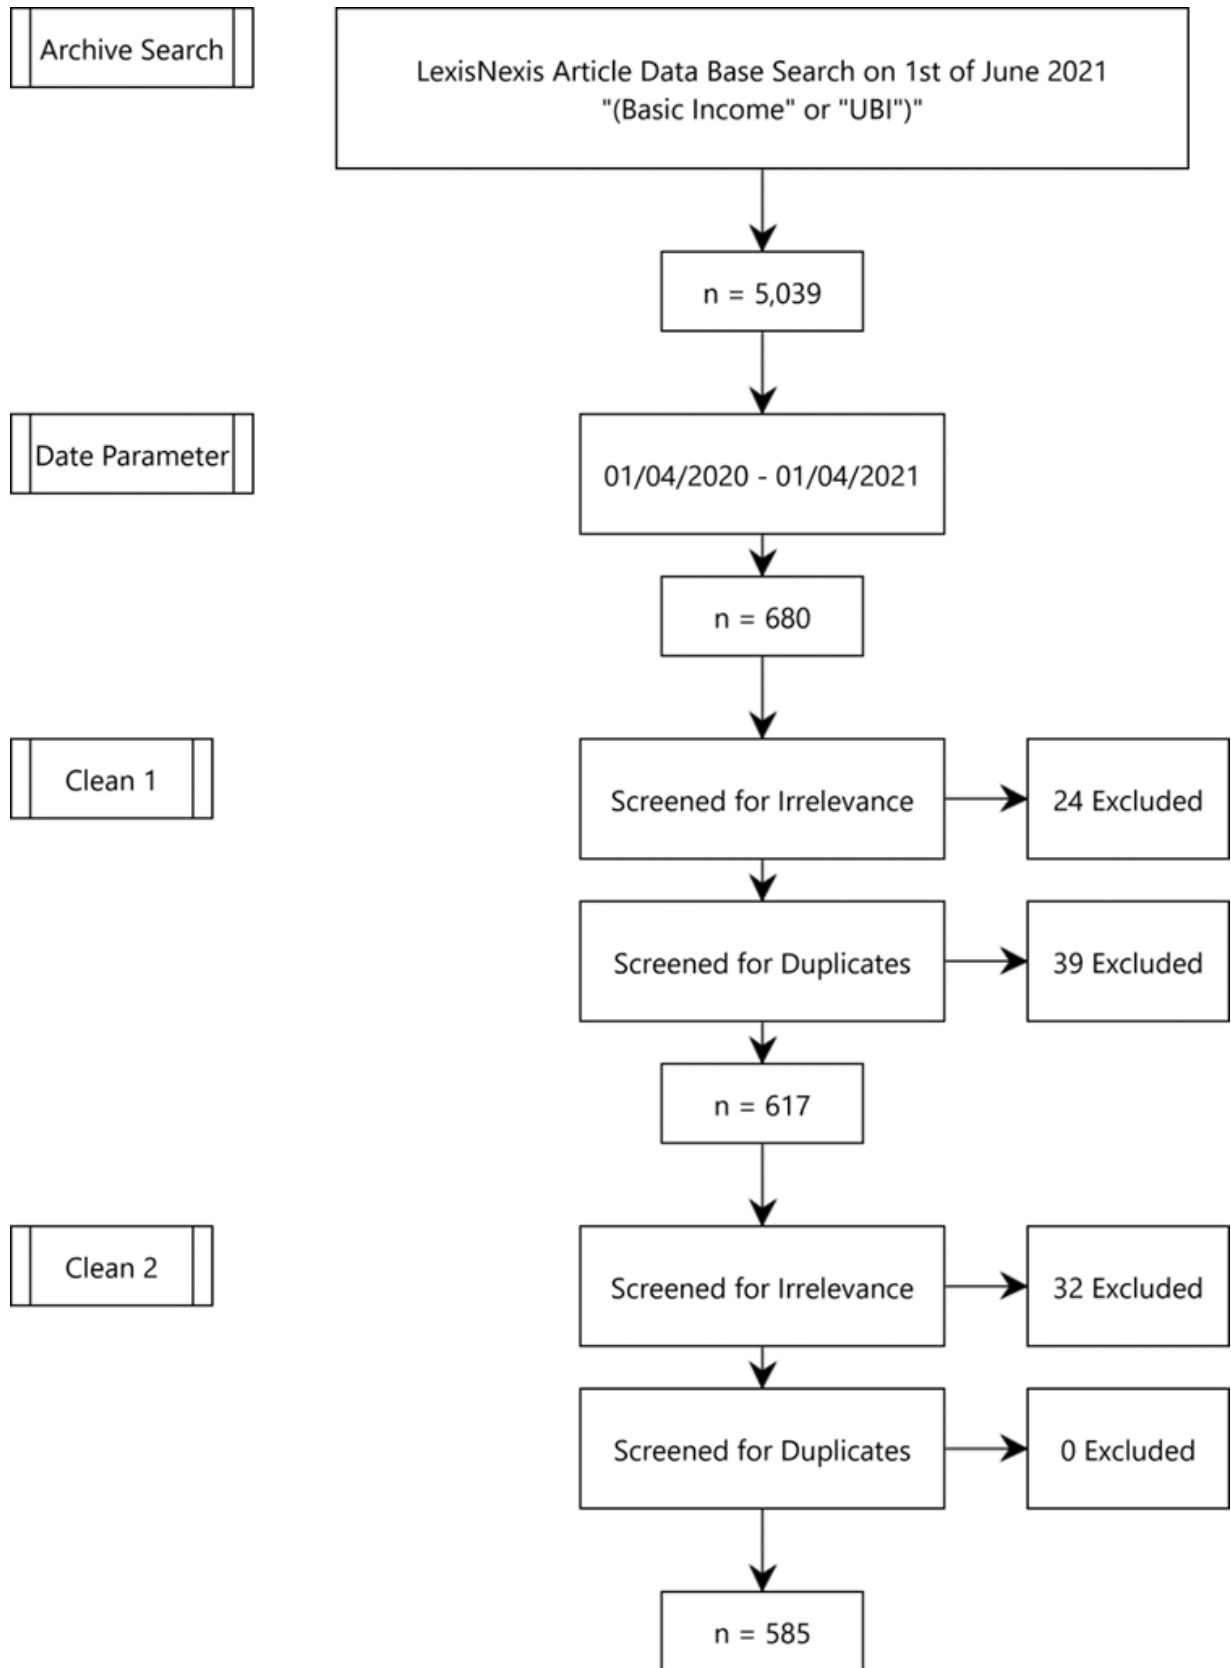 Archive Search
LexisNexis Article Data Base Search on 1st of June 2021
"(Basic Income" or "UBI")"
n = 5,039
Date Parameter
01/04/2020 - 01/04/2021
n = 680
Clean 1
Screened for Irrelevance
24 Excluded
Screened for Duplicates
39 Excluded
n = 617
Clean 2
Screened for Irrelevance
32 Excluded
Screened for Duplicates
0 Excluded
n = 585